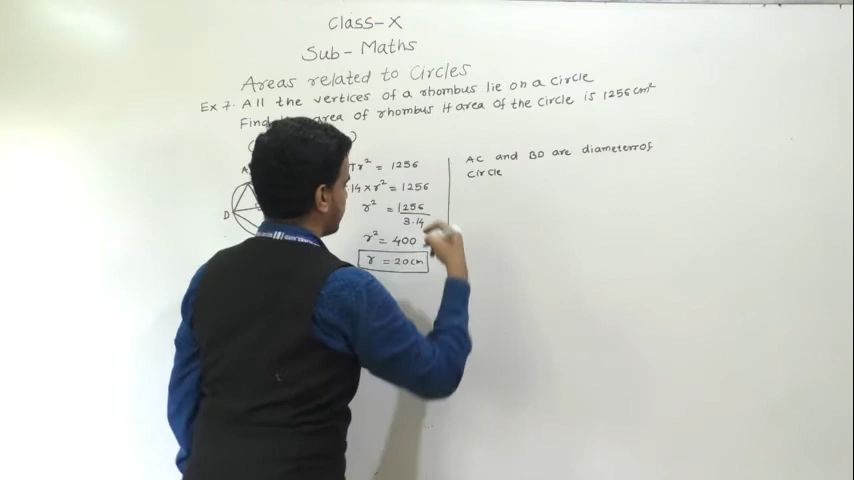 Class-X
Sub- Maths
Areas related to Circles
Ex 7. All the vertices of a rhombus lie on a circle
Find area of rhombus if area of the circle is 1256 cm²
r² = 1256
14 × r² = 1256
r² = 1256
3.14
r² = 400
r = 20cm
D
AC and BD are diameter of
circle